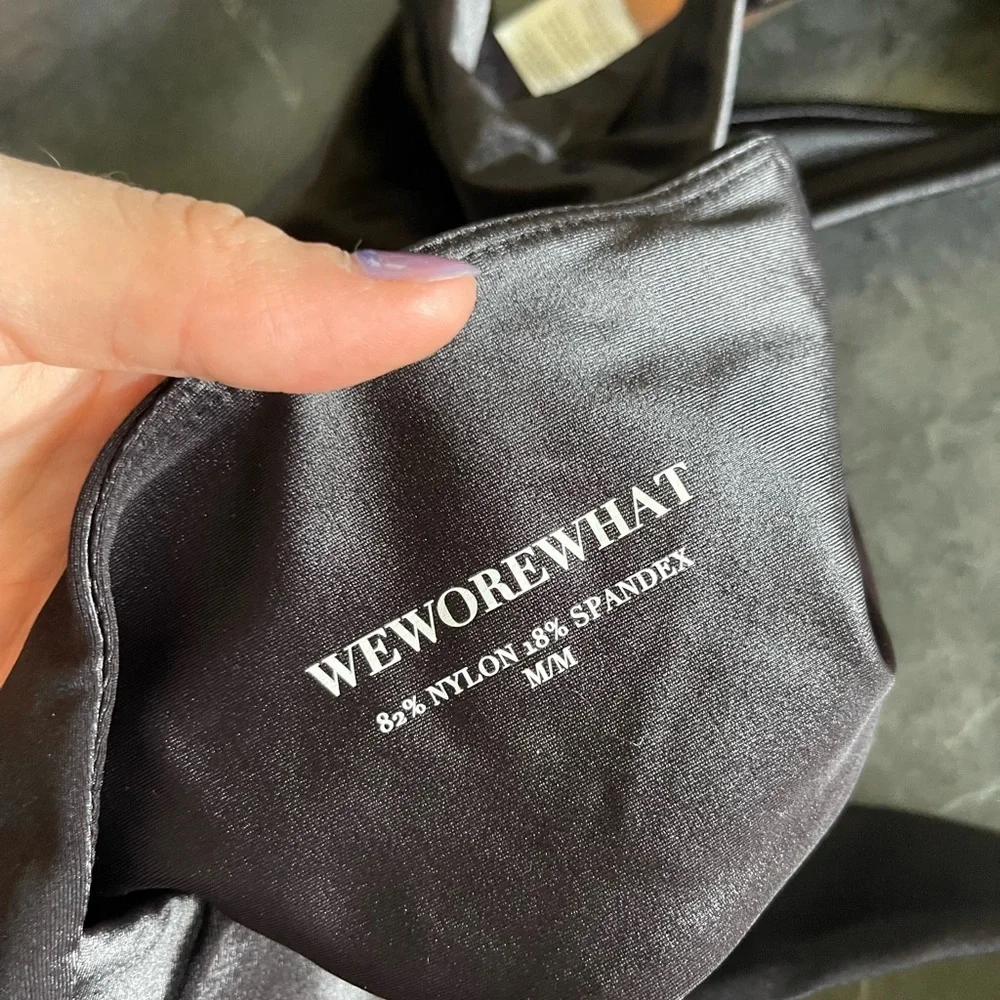 WEWOREWHAT
82% NYLON 18% SPANDEX
M/M